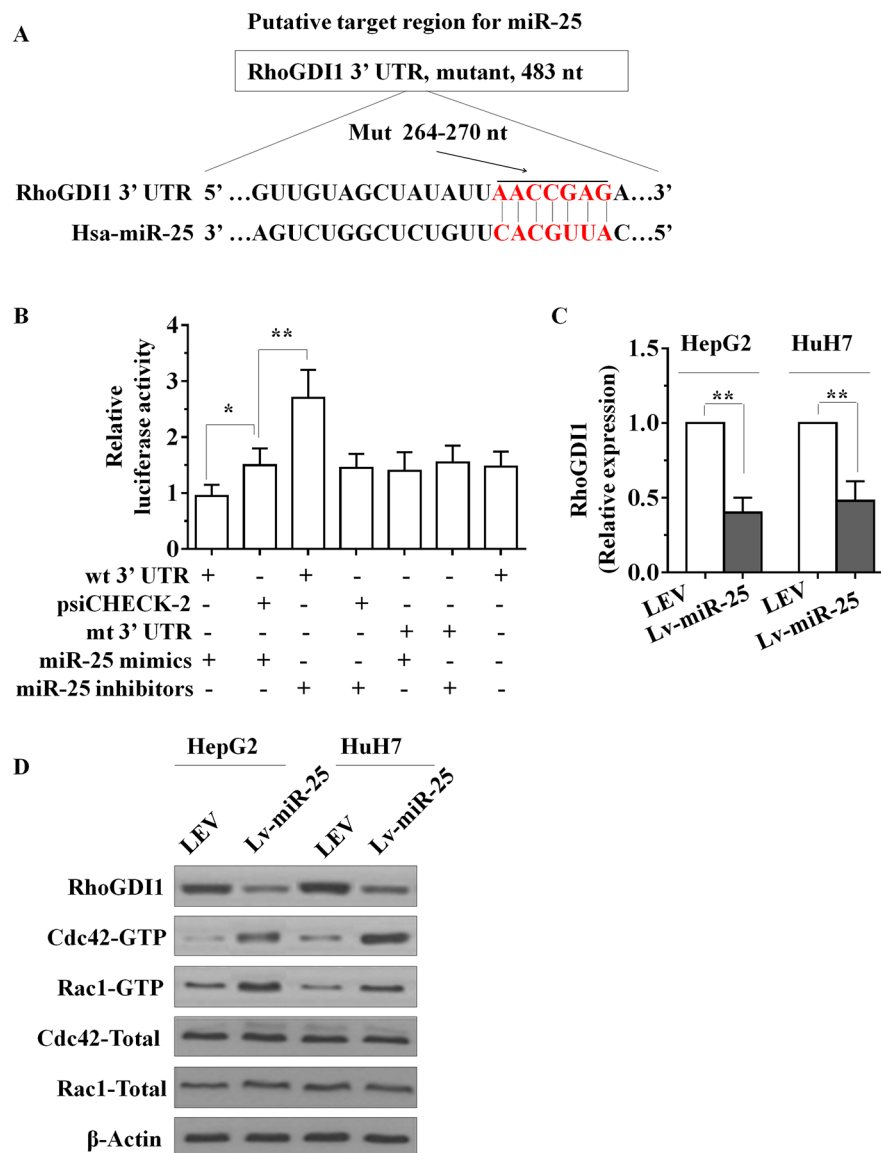 A
Putative target region for miR-25
RhoGDI1 3’ UTR, mutant, 483 nt
Mut 264-270 nt
RhoGDI1 3’ UTR 5’ …GUUGUAGCUAUAUUAACCGAGA…3’
Hsa-miR-25 3’ …AGUCUGGCUCUGUUCACGUUAC…5’
B
Relative
luciferase activity
4
3
2
1
0
*
**
wt 3’ UTR + - + - - - +
psiCHECK-2 - + - + - - -
mt 3’ UTR - - - - + + -
miR-25 mimics + + - - + - -
miR-25 inhibitors - - + + - + -
C
HepG2 HuH7
RhoGDI1
(Relative expression)
1.5
1.0
0.5
0.0
** **
LEV Lv-miR-25 LEV Lv-miR-25
D
HepG2 HuH7
LEV Lv-miR-25 LEV Lv-miR-25
RhoGDI1
Cdc42-GTP
Rac1-GTP
Cdc42-Total
Rac1-Total
β-Actin